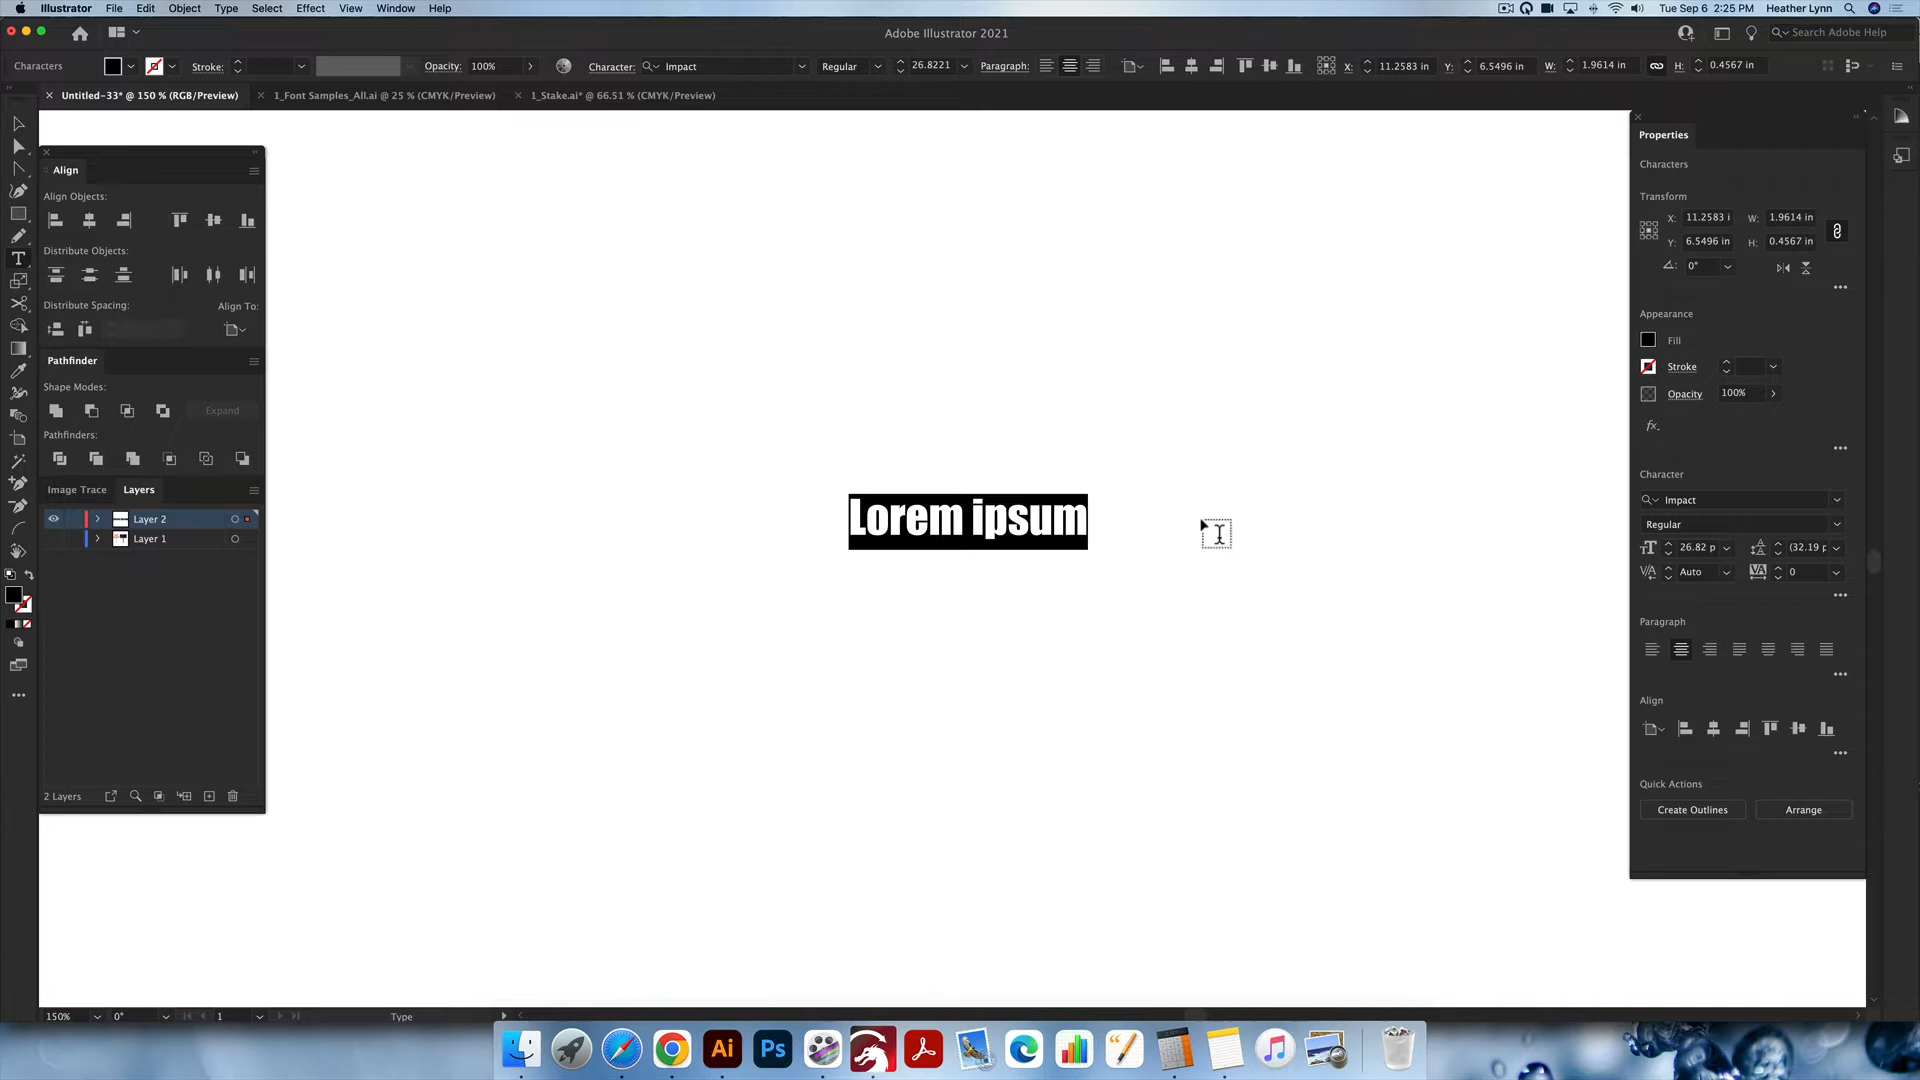 Illustrator File Edit Object Type Select Effect View Window Help Tue Sep 6 2:25 PM Heather Lynn
Adobe Illustrator 2021 Search Adobe Help
Characters Stroke: Opacity: 100% Character: Impact Regular 26.8221 Paragraph: X: 11.2583 in Y: 6.5496 in W: 1.9614 in H: 0.4567 in
Untitled-33* @ 150 % (RGB/Preview) 1_Font Samples_All.ai @ 25 % (CMYK/Preview) 1_Stake.ai* @ 66.51 % (CMYK/Preview)
Align
Align Objects:
Distribute Objects:
Distribute Spacing: Align To:
Pathfinder
Shape Modes:
Expand
Pathfinders:
Image Trace Layers
Layer 2
Layer 1
2 Layers
Lorem ipsum
Properties
Characters
Transform
X: 11.2583 i W: 1.9614 in
Y: 6.5496 in H: 0.4567 in
0°
Appearance
Fill
Stroke
Opacity 100%
fx.
Character
Impact
Regular
26.82 p (32.19 p
Auto 0
Paragraph
Align
Quick Actions
Create Outlines Arrange
150% 0° 1 Type
Ai Ps